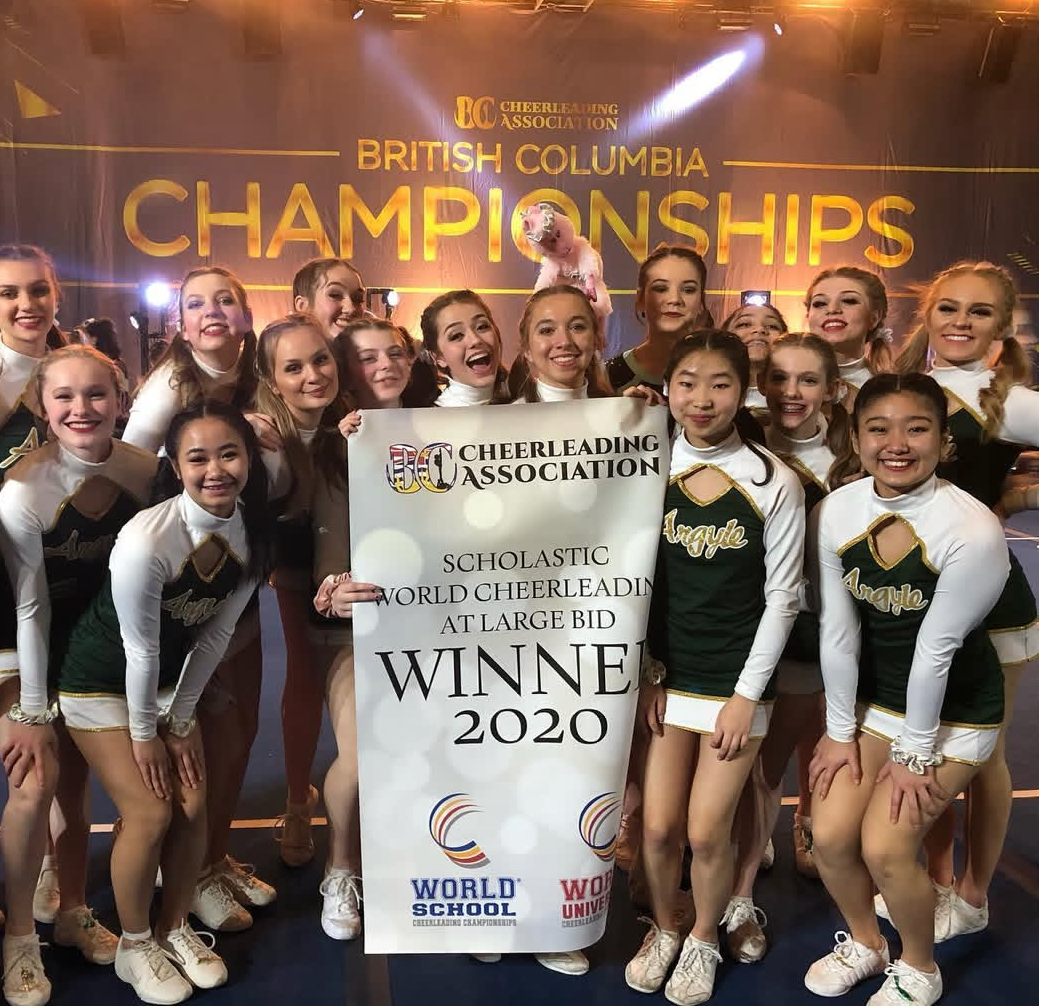 BC CHEERLEADING
ASSOCIATION
BRITISH COLUMBIA
CHAMPIONSHIPS
BC CHEERLEADING
ASSOCIATION
SCHOLASTIC
WORLD CHEERLEADIN
AT LARGE BID
WINNE
2020
WORLD
SCHOOL
CHEERLEADING CHAMPIONSHIPS
WOR
UNIVE
CHEERLEADIN
Argyle
Argyle
Argyle